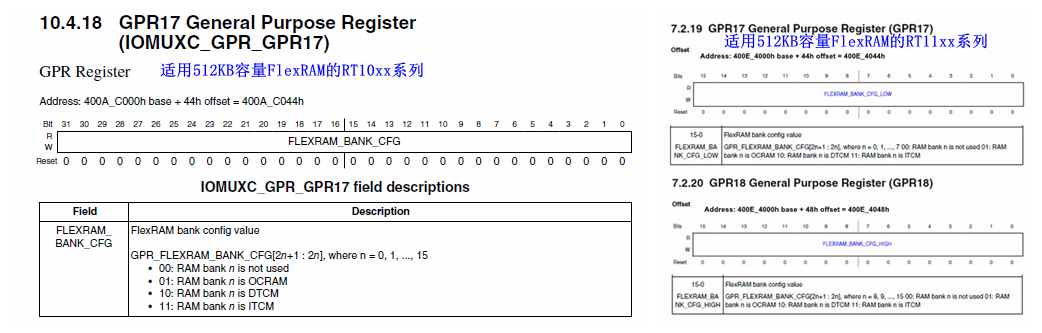 10.4.18 GPR17 General Purpose Register
(IOMUXC_GPR_GPR17)
GPR Register 适用512KB容量FlexRAM的RT10xx系列
Address: 400A_C000h base + 44h offset = 400A_C044h
Bit 31 30 29 28 27 26 25 24 23 22 21 20 19 18 17 16 15 14 13 12 11 10 9 8 7 6 5 4 3 2 1 0
R
W
FLEXRAM_BANK_CFG
Reset 0 0 0 0 0 0 0 0 0 0 0 0 0 0 0 0 0 0 0 0 0 0 0 0 0 0 0 0 0 0 0 0
IOMUXC_GPR_GPR17 field descriptions
Field Description
FLEXRAM_
BANK_CFG
FlexRAM bank config value
GPR_FLEXRAM_BANK_CFG[2n+1 : 2n], where n = 0, 1, ..., 15
• 00: RAM bank n is not used
• 01: RAM bank n is OCRAM
• 10: RAM bank n is DTCM
• 11: RAM bank n is ITCM
7.2.19 GPR17 General Purpose Register (GPR17)
适用512KB容量FlexRAM的RT11xx系列
Offset
Address: 400E_4000h base + 44h offset = 400E_4044h
Bits 15 14 13 12 11 10 9 8 7 6 5 4 3 2 1 0
R
W
FLEXRAM_BANK_CFG_LOW
Reset 0 0 0 0 0 0 0 0 0 0 0 0 0 0 0 0
15-0 FlexRAM bank config value
FLEXRAM_BA GPR_FLEXRAM_BANK_CFG[2n+1 : 2n], where n = 0, 1, ..., 7 00: RAM bank n is not used 01: RAM
NK_CFG_LOW bank n is OCRAM 10: RAM bank n is DTCM 11: RAM bank n is ITCM
7.2.20 GPR18 General Purpose Register (GPR18)
Offset
Address: 400E_4000h base + 48h offset = 400E_4048h
Bits 15 14 13 12 11 10 9 8 7 6 5 4 3 2 1 0
R
W
FLEXRAM_BANK_CFG_HIGH
Reset 0 0 0 0 0 0 0 0 0 0 0 0 0 0 0 0
15-0 FlexRAM bank config value
FLEXRAM_BA GPR_FLEXRAM_BANK_CFG[2n+1 : 2n], where n = 8, 9, ..., 15 00: RAM bank n is not used 01: RAM
NK_CFG_HIGH bank n is OCRAM 10: RAM bank n is DTCM 11: RAM bank n is ITCM